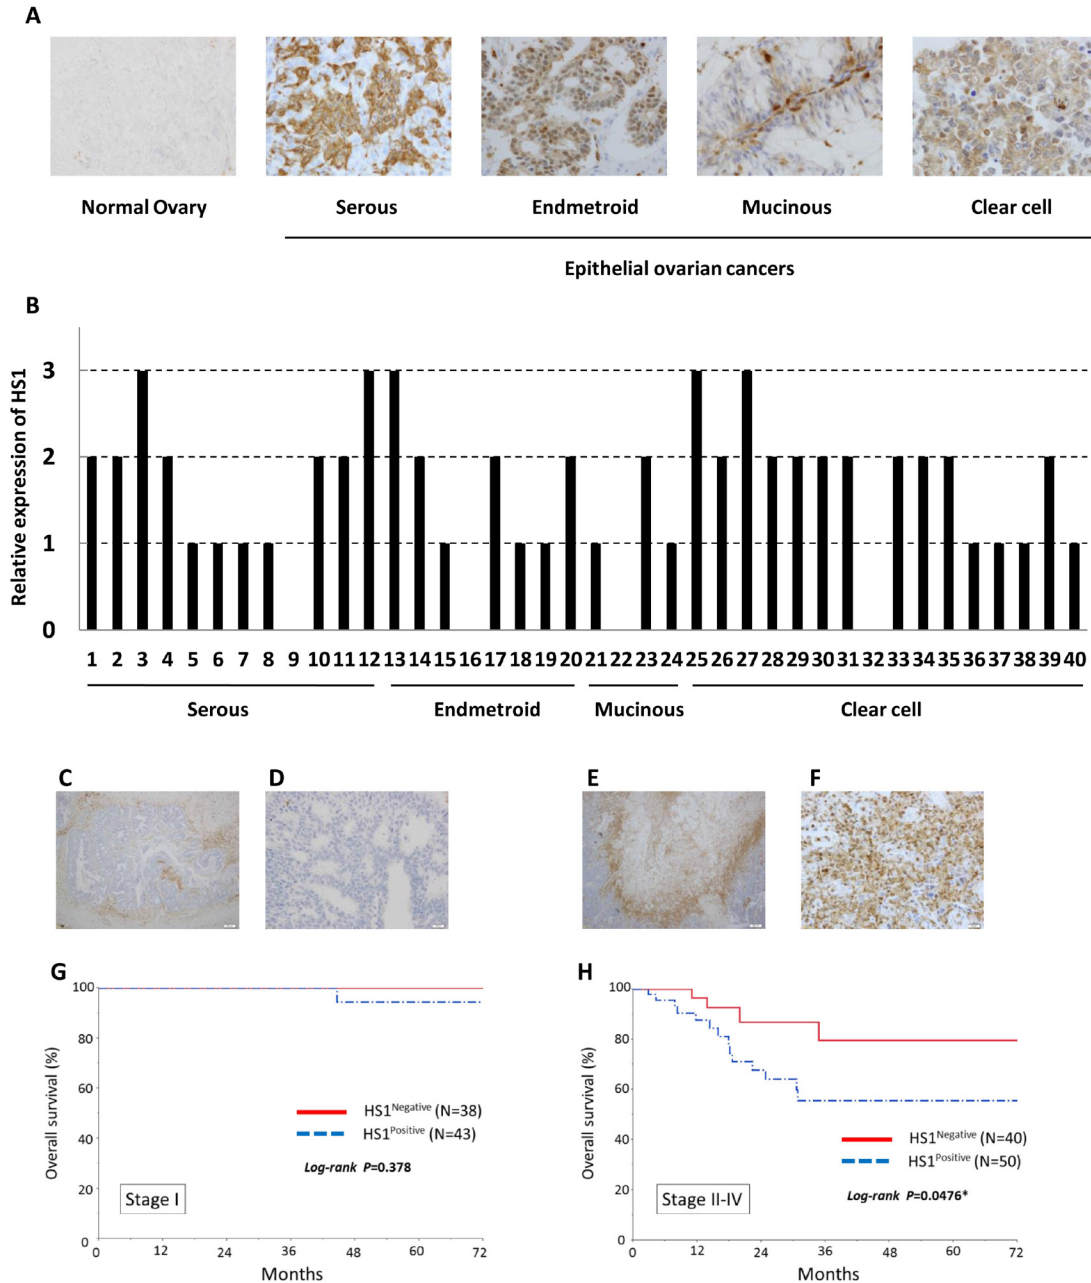 A
Normal Ovary
Serous
Endmetroid
Mucinous
Clear cell
Epithelial ovarian cancers
B
Relative expression of HS1
3
2
1
0
1 2 3 4 5 6 7 8 9 10 11 12 13 14 15 16 17 18 19 20 21 22 23 24 25 26 27 28 29 30 31 32 33 34 35 36 37 38 39 40
Serous
Endmetroid
Mucinous
Clear cell
C
D
E
F
G
Overall survival (%)
100
80
60
40
20
0
HS1Negative (N=38)
HS1Positive (N=43)
Log-rank P=0.378
Stage I
0 12 24 36 48 60 72
Months
H
Overall survival (%)
100
80
60
40
20
0
HS1Negative (N=40)
HS1Positive (N=50)
Log-rank P=0.0476*
Stage II-IV
0 12 24 36 48 60 72
Months